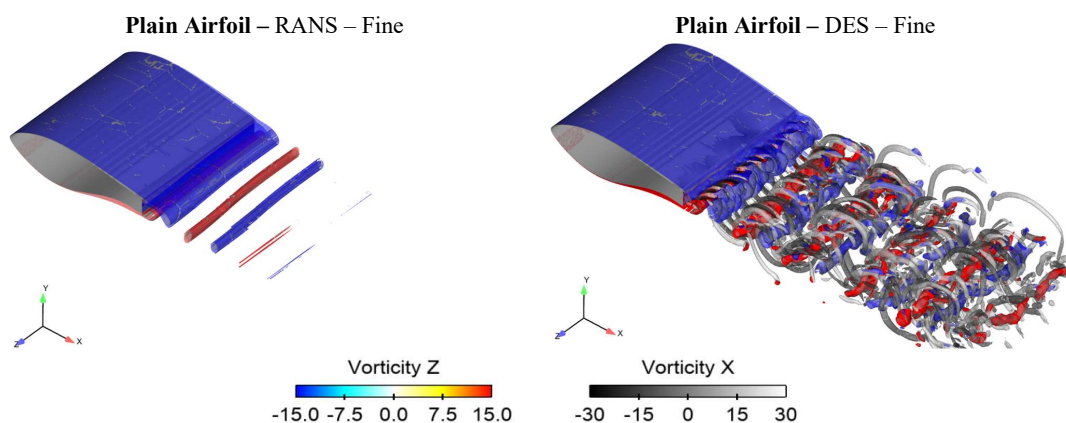 Plain Airfoil – RANS – Fine
Plain Airfoil – DES – Fine
Y
Z
X
Y
Z
X
Vorticity Z
-15.0 -7.5 0.0 7.5 15.0
Vorticity X
-30 -15 0 15 30